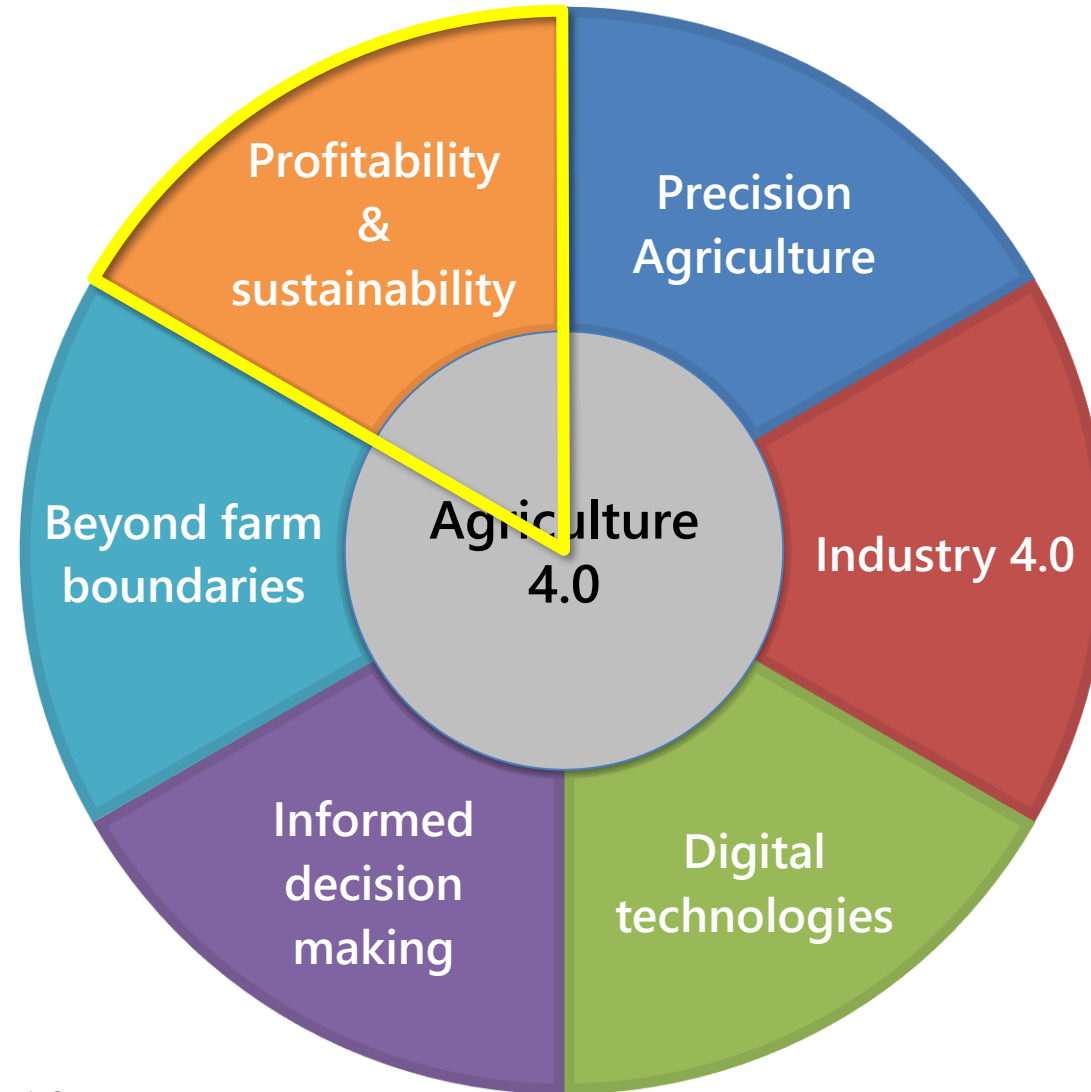 Profitability
&
sustainability
Precision
Agriculture
Beyond farm
boundaries
Agriculture
4.0
Industry 4.0
Informed
decision
making
Digital
technologies